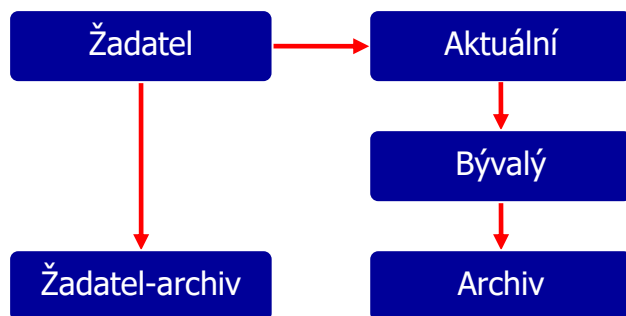 Žadatel
Aktuální
Bývalý
Žadatel-archiv
Archiv